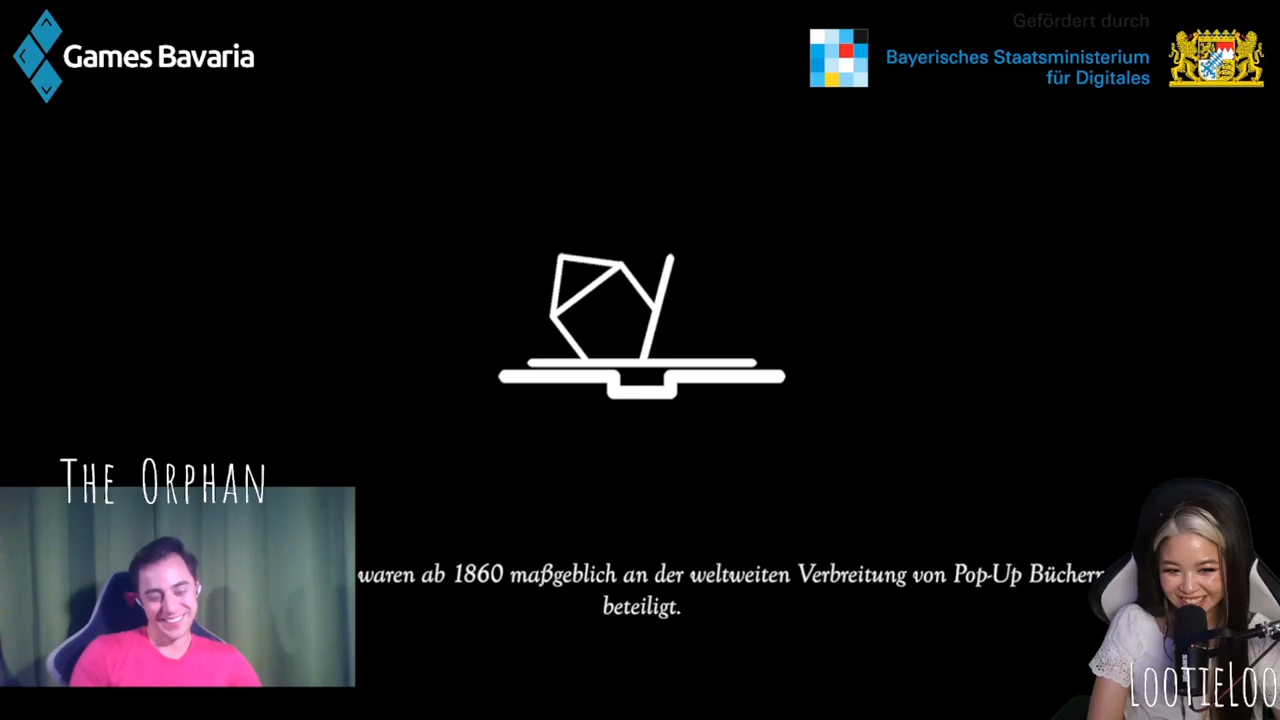 Games Bavaria
Gefördert durch
Bayerisches Staatsministerium
für Digitales
THE ORPHAN
waren ab 1860 maßgeblich an der weltweiten Verbreitung von Pop-Up Büchern
beteiligt.
LOOTIELOO